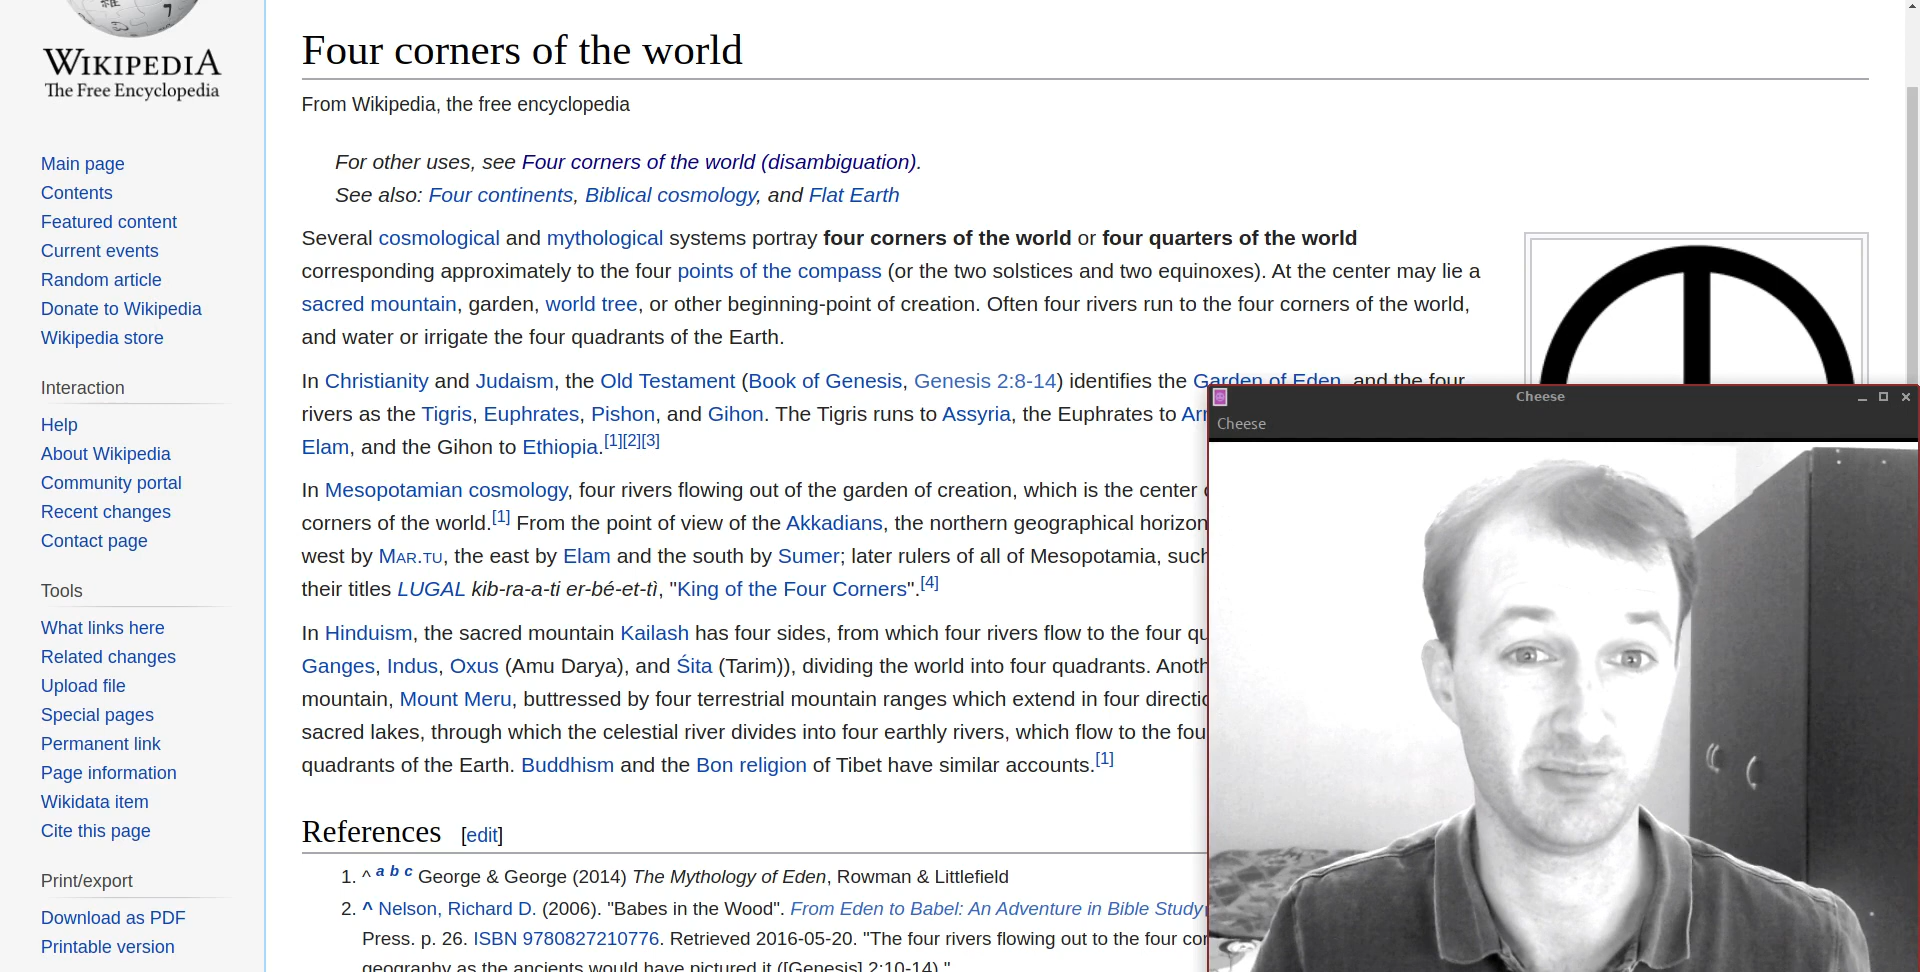 WIKIPEDIA
The Free Encyclopedia
Main page
Contents
Featured content
Current events
Random article
Donate to Wikipedia
Wikipedia store
Interaction
Help
About Wikipedia
Community portal
Recent changes
Contact page
Tools
What links here
Related changes
Upload file
Special pages
Permanent link
Page information
Wikidata item
Cite this page
Print/export
Download as PDF
Printable version
Four corners of the world
From Wikipedia, the free encyclopedia
For other uses, see Four corners of the world (disambiguation).
See also: Four continents, Biblical cosmology, and Flat Earth
Several cosmological and mythological systems portray four corners of the world or four quarters of the world
corresponding approximately to the four points of the compass (or the two solstices and two equinoxes). At the center may lie a
sacred mountain, garden, world tree, or other beginning-point of creation. Often four rivers run to the four corners of the world,
and water or irrigate the four quadrants of the Earth.
In Christianity and Judaism, the Old Testament (Book of Genesis, Genesis 2:8-14) identifies the Garden of Eden, and the four
rivers as the Tigris, Euphrates, Pishon, and Gihon. The Tigris runs to Assyria, the Euphrates to
Elam, and the Gihon to Ethiopia.[1][2][3]
In Mesopotamian cosmology, four rivers flowing out of the garden of creation, which is the center
corners of the world.[1] From the point of view of the Akkadians, the northern geographical
west by MAR.TU, the east by Elam and the south by Sumer; later rulers of all of Mesopotamia,
their titles LUGAL kib-ra-a-ti er-bé-et-tì, "King of the Four Corners".[4]
In Hinduism, the sacred mountain Kailash has four sides, from which four rivers flow to the four
Ganges, Indus, Oxus (Amu Darya), and Śita (Tarim)), dividing the world into four quadrants.
mountain, Mount Meru, buttressed by four terrestrial mountain ranges which extend in four
sacred lakes, through which the celestial river divides into four earthly rivers, which flow to the
quadrants of the Earth. Buddhism and the Bon religion of Tibet have similar accounts.[1]
References [edit]
1. ^ a b c George & George (2014) The Mythology of Eden, Rowman & Littlefield
2. ^ Nelson, Richard D. (2006). "Babes in the Wood". From Eden to Babel: An Adventure in Bible Study
Press. p. 26. ISBN 9780827210776. Retrieved 2016-05-20. "The four rivers flowing out to the four
geography as the ancients would have pictured it ([Genesis] 2:10-14)."
Cheese
Cheese